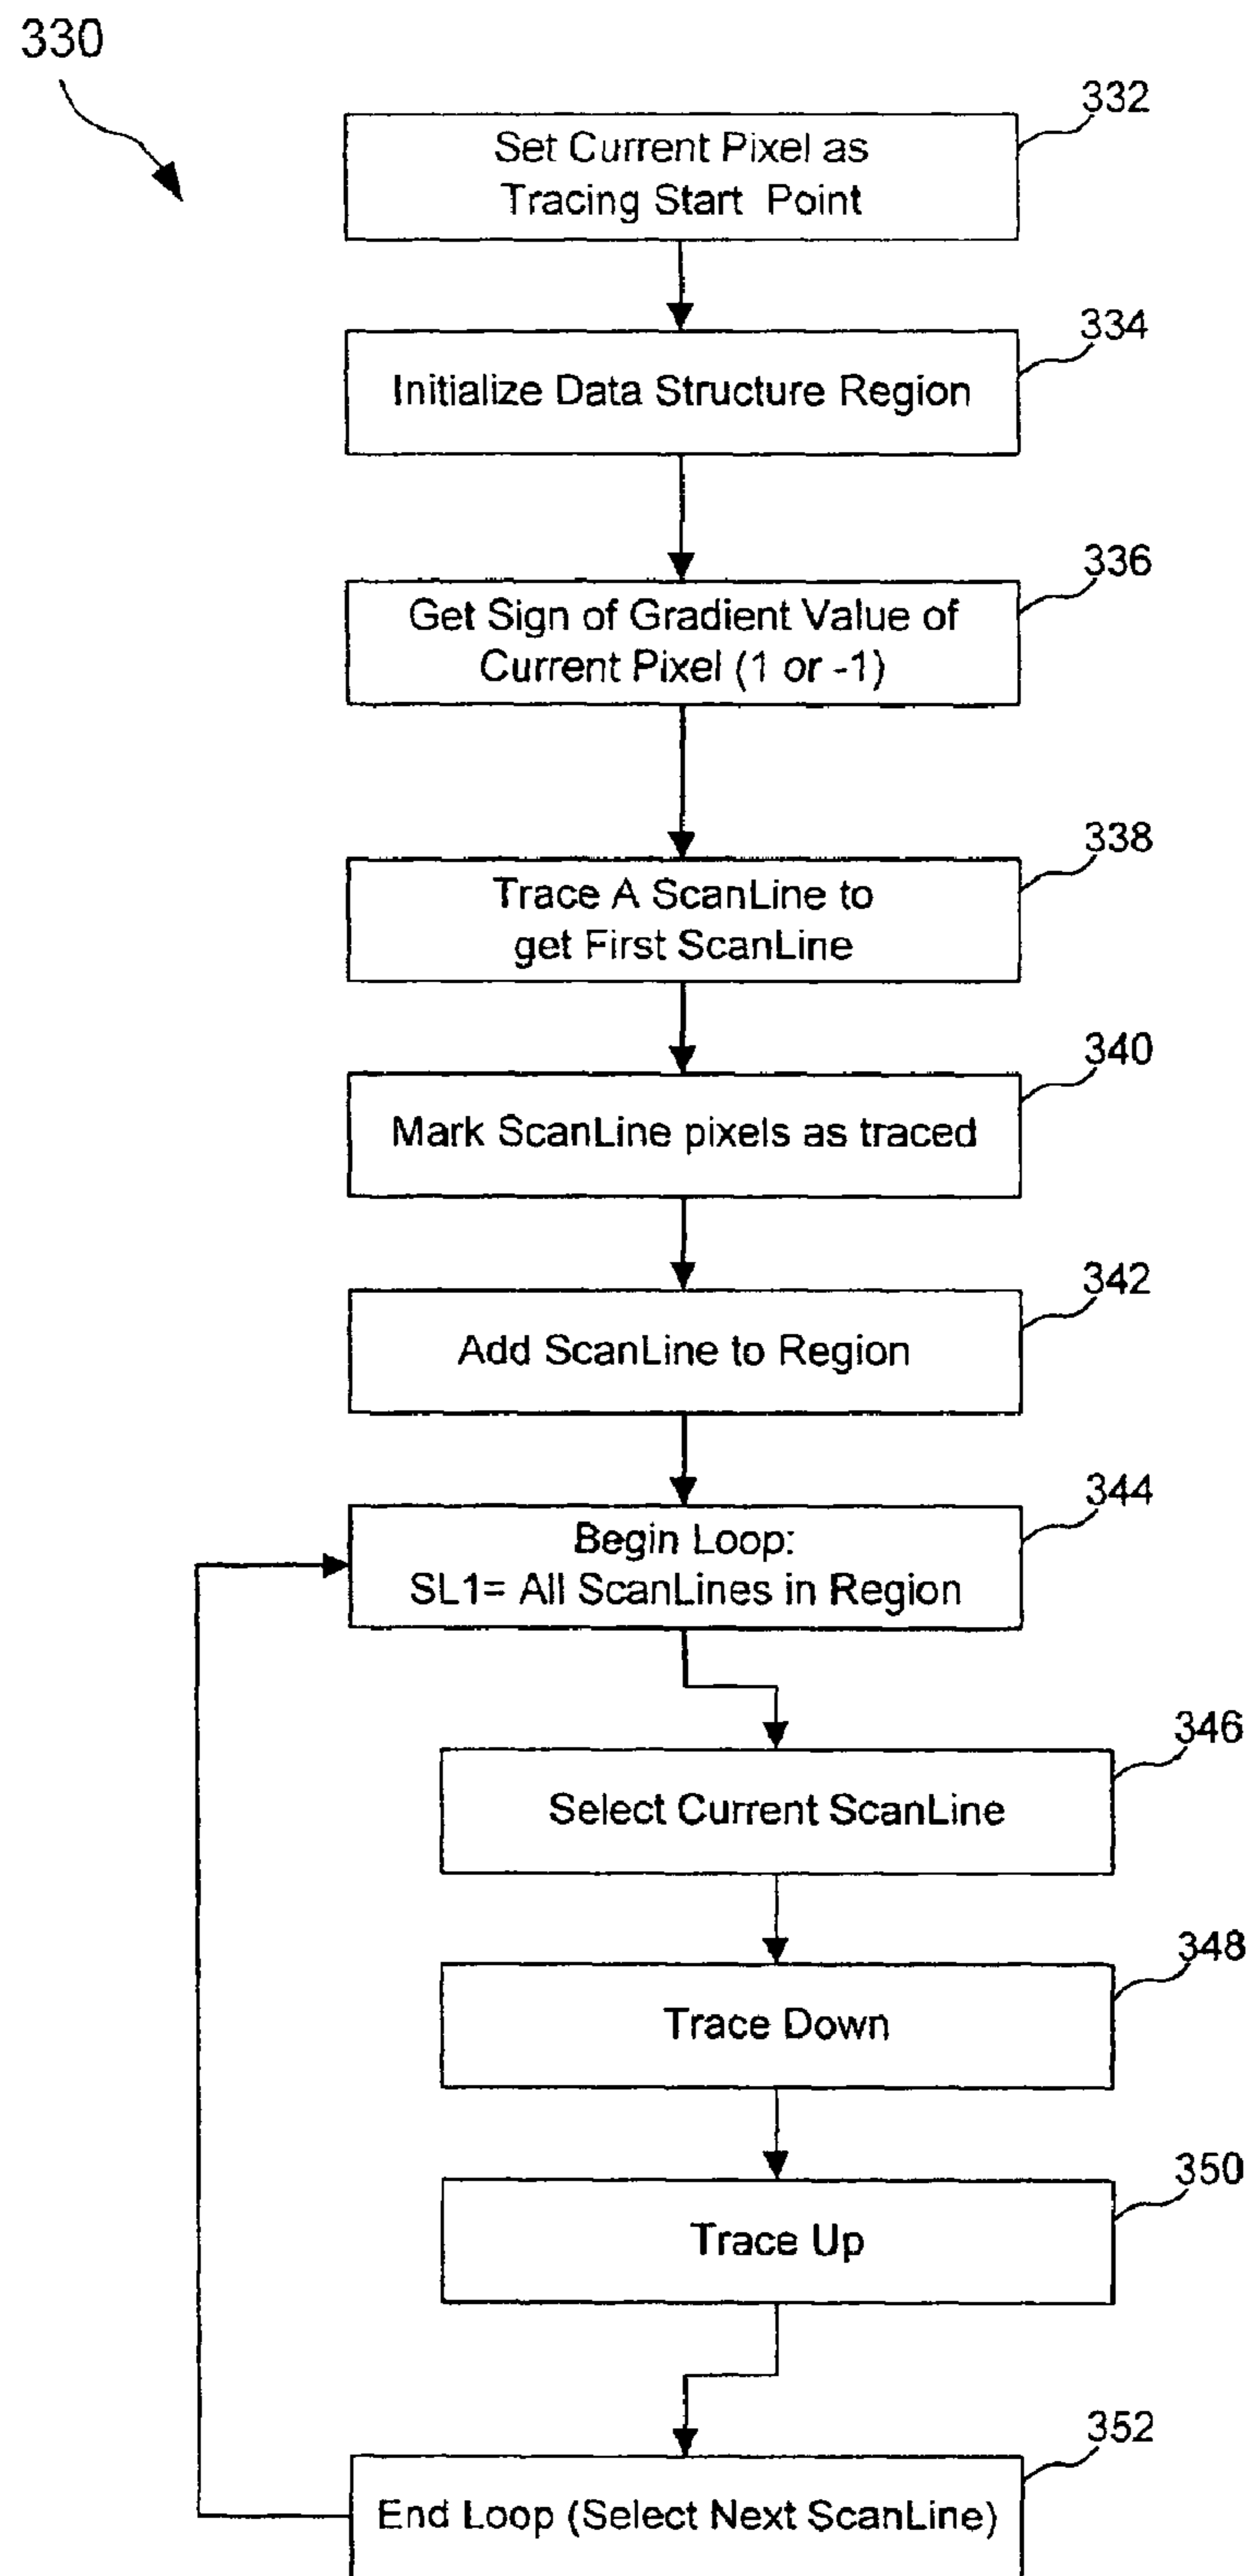 330
332
Set Current Pixel as
Tracing Start Point
334
Initialize Data Structure Region
336
Get Sign of Gradient Value of
Current Pixel (1 or -1)
338
Trace A ScanLine to
get First ScanLine
340
Mark ScanLine pixels as traced
342
Add ScanLine to Region
344
Begin Loop:
SL1= All ScanLines in Region
346
Select Current ScanLine
348
Trace Down
350
Trace Up
352
End Loop (Select Next ScanLine)